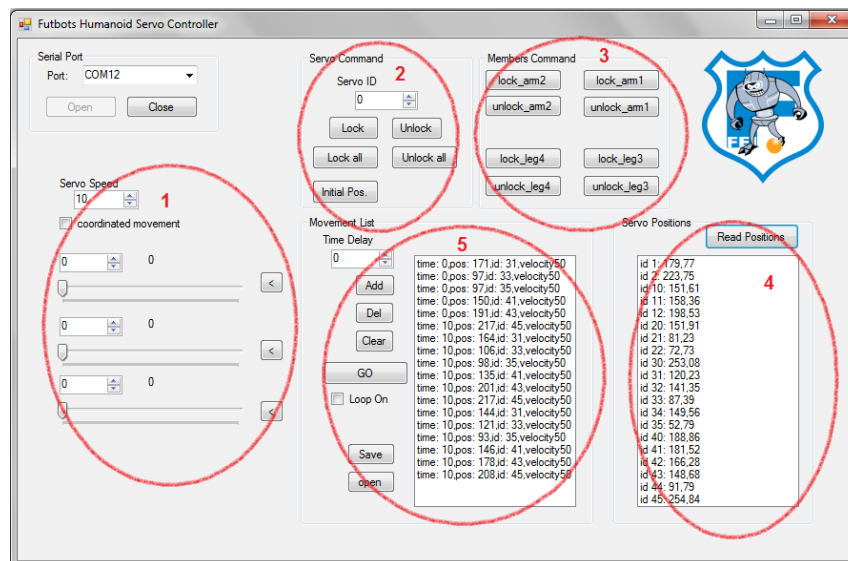 Futbots Humanoid Servo Controller
Serial Port
Port: COM12
Open Close
Servo Command
2
Servo ID
0
Lock Unlock
Lock all Unlock all
Initial Pos.
Members Command
3
lock_arm2 lock_arm1
unlock_arm2 unlock_arm1
lock_leg4 lock_leg3
unlock_leg4 unlock_leg3
FF
Servo Speed
10 1
coordinated movement
0 0
<
0 0
<
0 0
<
Movement List
Time Delay
0
5
Add
Del
Clear
GO
Loop On
Save
open
time: 0,pos: 171,id: 31,velocity50
time: 0,pos: 97,id: 33,velocity50
time: 0,pos: 97,id: 35,velocity50
time: 0,pos: 150,id: 41,velocity50
time: 0,pos: 191,id: 43,velocity50
time: 10,pos: 217,id: 45,velocity50
time: 10,pos: 164,id: 31,velocity50
time: 10,pos: 106,id: 33,velocity50
time: 10,pos: 98,id: 35,velocity50
time: 10,pos: 135,id: 41,velocity50
time: 10,pos: 201,id: 43,velocity50
time: 10,pos: 217,id: 45,velocity50
time: 10,pos: 144,id: 31,velocity50
time: 10,pos: 121,id: 33,velocity50
time: 10,pos: 93,id: 35,velocity50
time: 10,pos: 146,id: 41,velocity50
time: 10,pos: 178,id: 43,velocity50
time: 10,pos: 208,id: 45,velocity50
Servo Positions
Read Positions
4
id 1: 179,77
id 2: 223,75
id 10: 151,61
id 11: 158,36
id 12: 198,53
id 20: 151,91
id 21: 81,23
id 22: 72,73
id 30: 253,08
id 31: 120,23
id 32: 141,35
id 33: 87,39
id 34: 149,56
id 35: 52,79
id 40: 188,86
id 41: 181,52
id 42: 166,28
id 43: 148,68
id 44: 91,79
id 45: 254,84